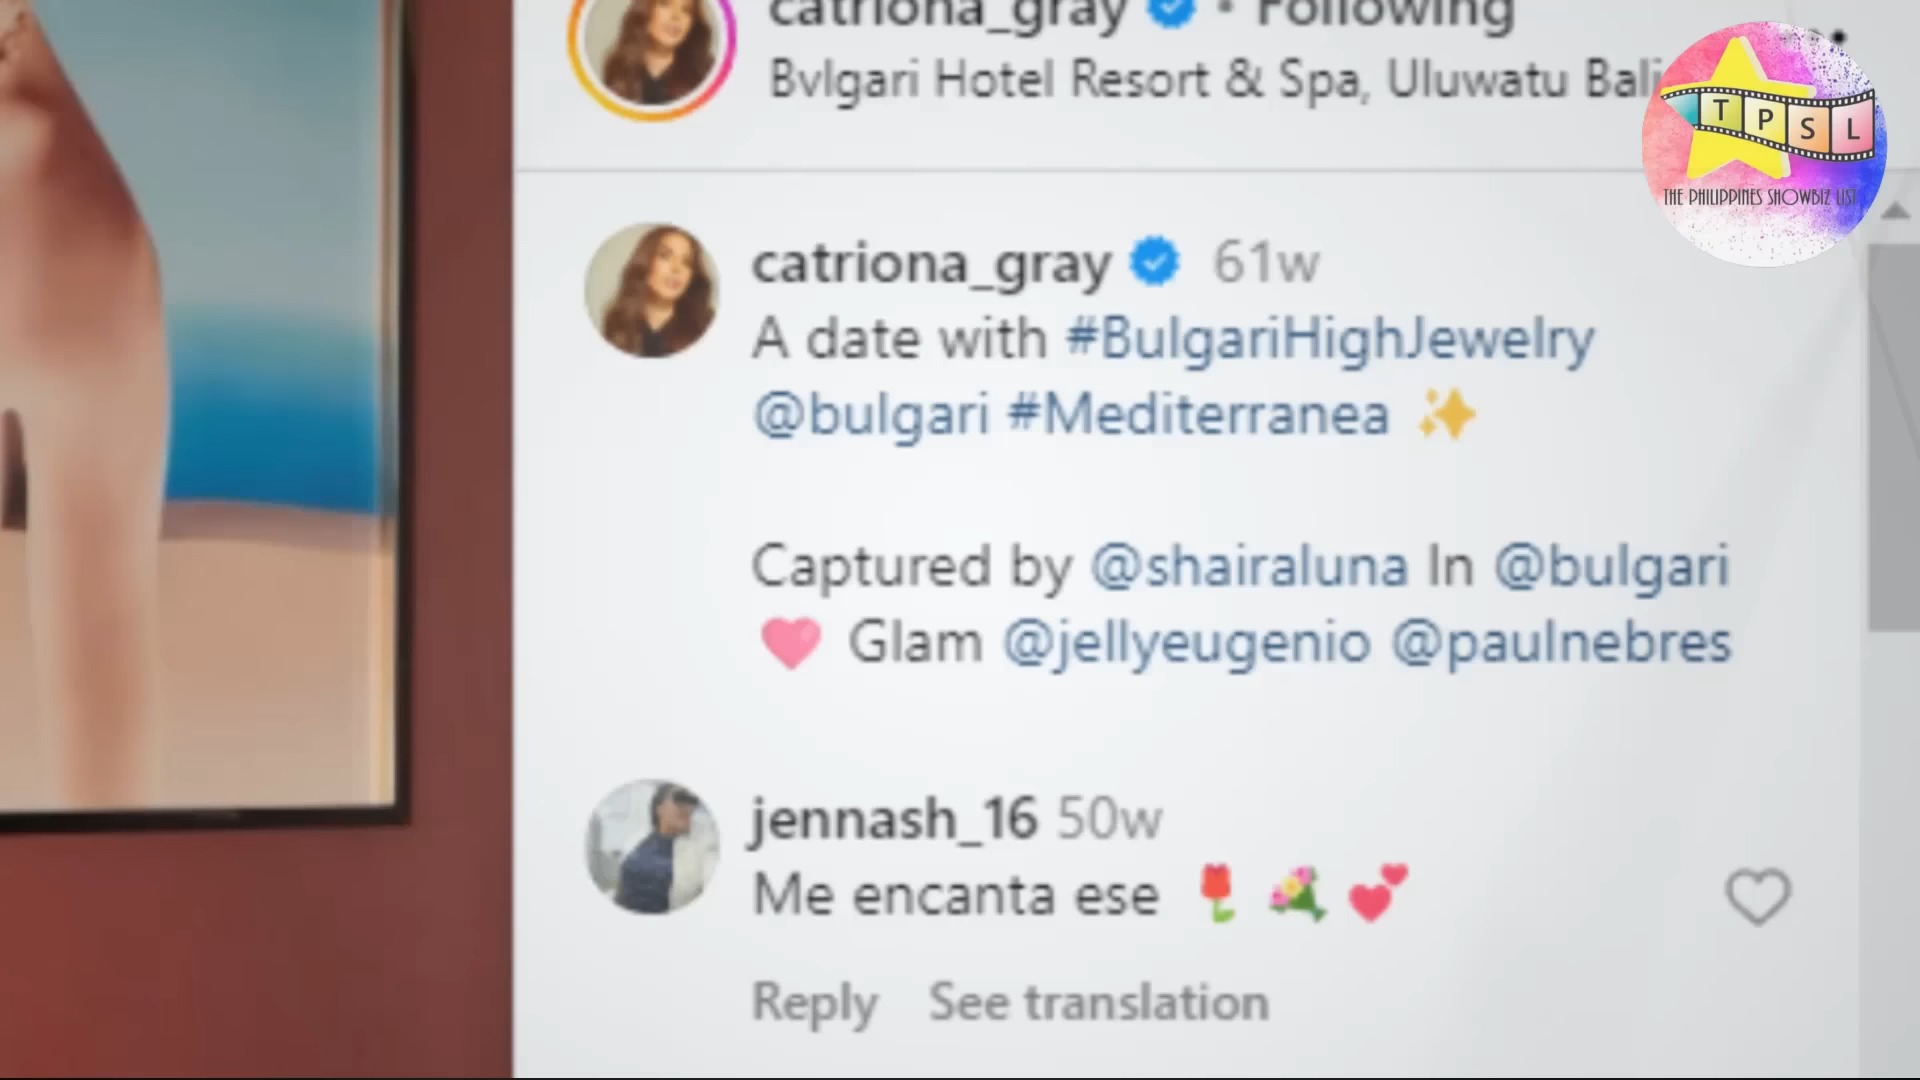 catriona_gray • Following
Bvlgari Hotel Resort & Spa, Uluwatu Bali
T P S L
THE PHILIPPINES SHOWBIZ LIST
catriona_gray 61w
A date with #BulgariHighJewelry
@bulgari #Mediterranea ✨
Captured by @shairaluna In @bulgari
🩷 Glam @jellyeugenio @paulnebres
jennash_16 50w
Me encanta ese 🌷 💐 💕
Reply See translation